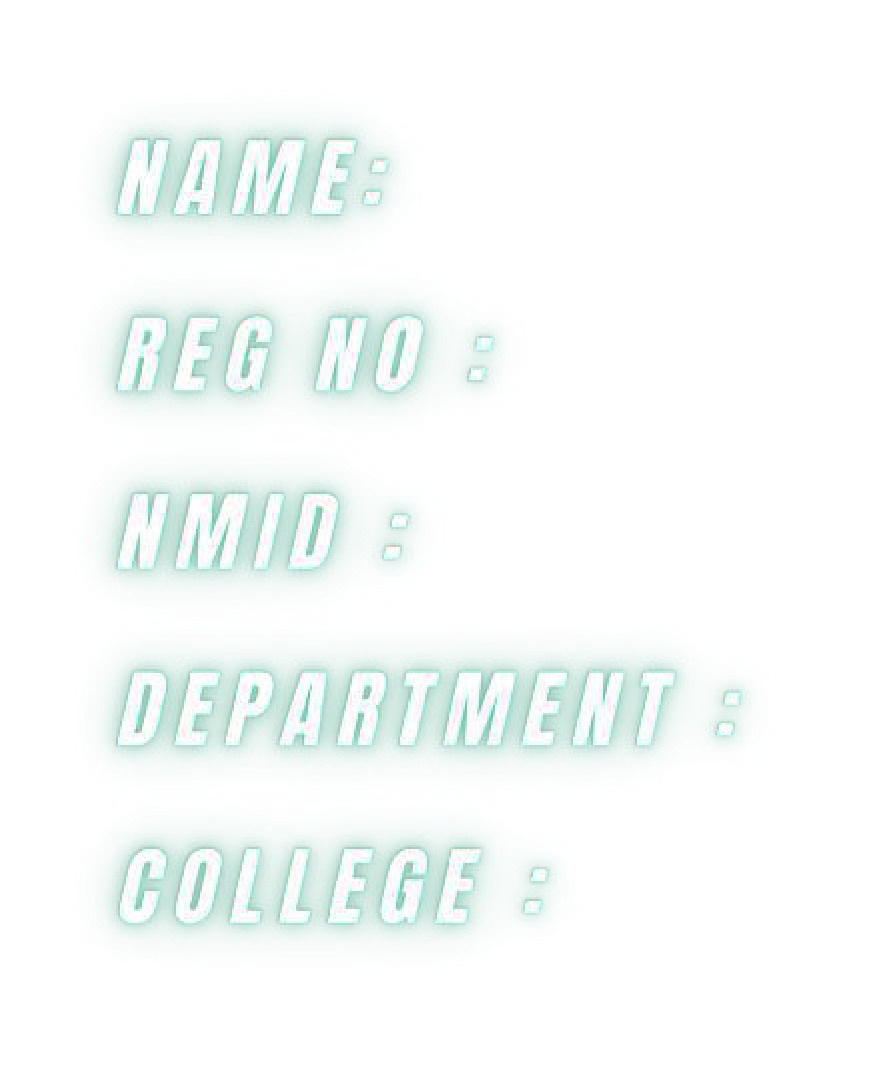 NAME:
REG NO :
NMID :
DEPARTMENT :
COLLEGE :